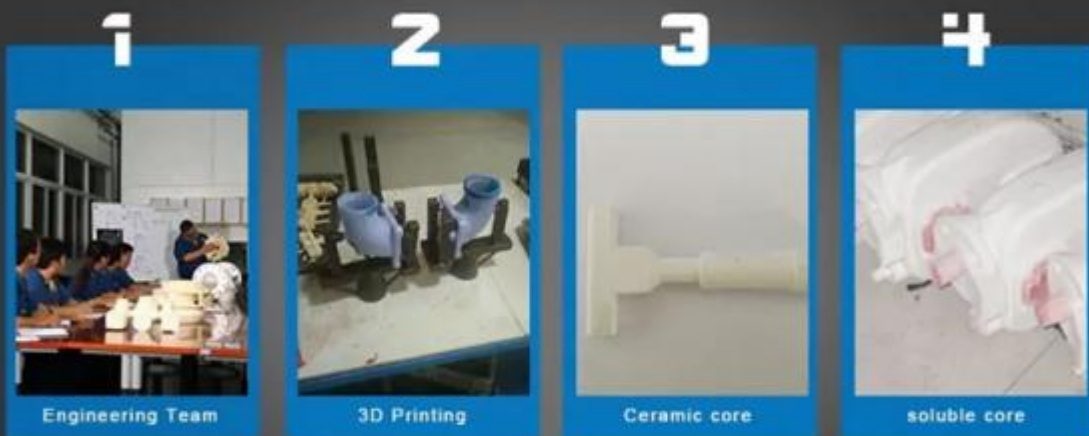 1
2
3
4
Engineering Team
3D Printing
Ceramic core
soluble core